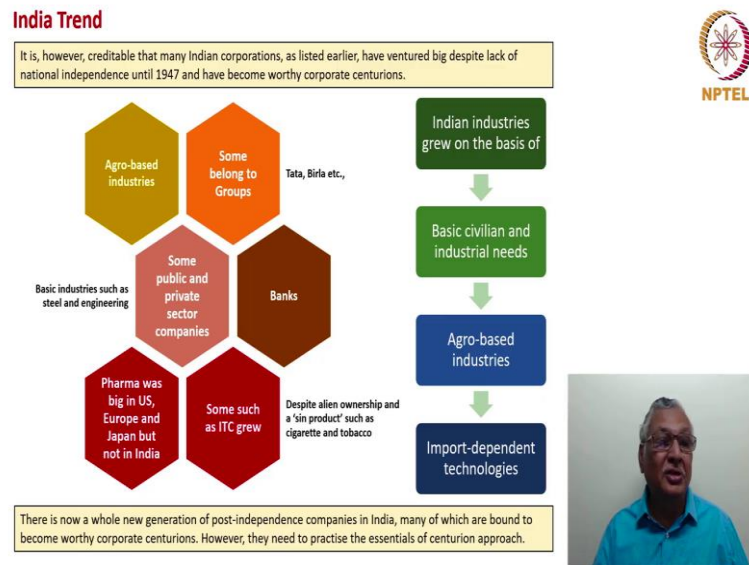 India Trend
NPTEL
It is, however, creditable that many Indian corporations, as listed earlier, have ventured big despite lack of
national independence until 1947 and have become worthy corporate centurions.
Agro-based
industries
Some
belong to
Groups
Tata, Birla etc.,
Basic industries such as
steel and engineering
Some
public and
private
sector
companies
Banks
Pharma was
big in US,
Europe and
Japan but
not in India
Some such
as ITC grew
Despite alien ownership and
a ‘sin product’ such as
cigarette and tobacco
Indian industries
grew on the basis of
Basic civilian and
industrial needs
Agro-based
industries
Import-dependent
technologies
There is now a whole new generation of post-independence companies in India, many of which are bound to
become worthy corporate centurions. However, they need to practise the essentials of centurion approach.